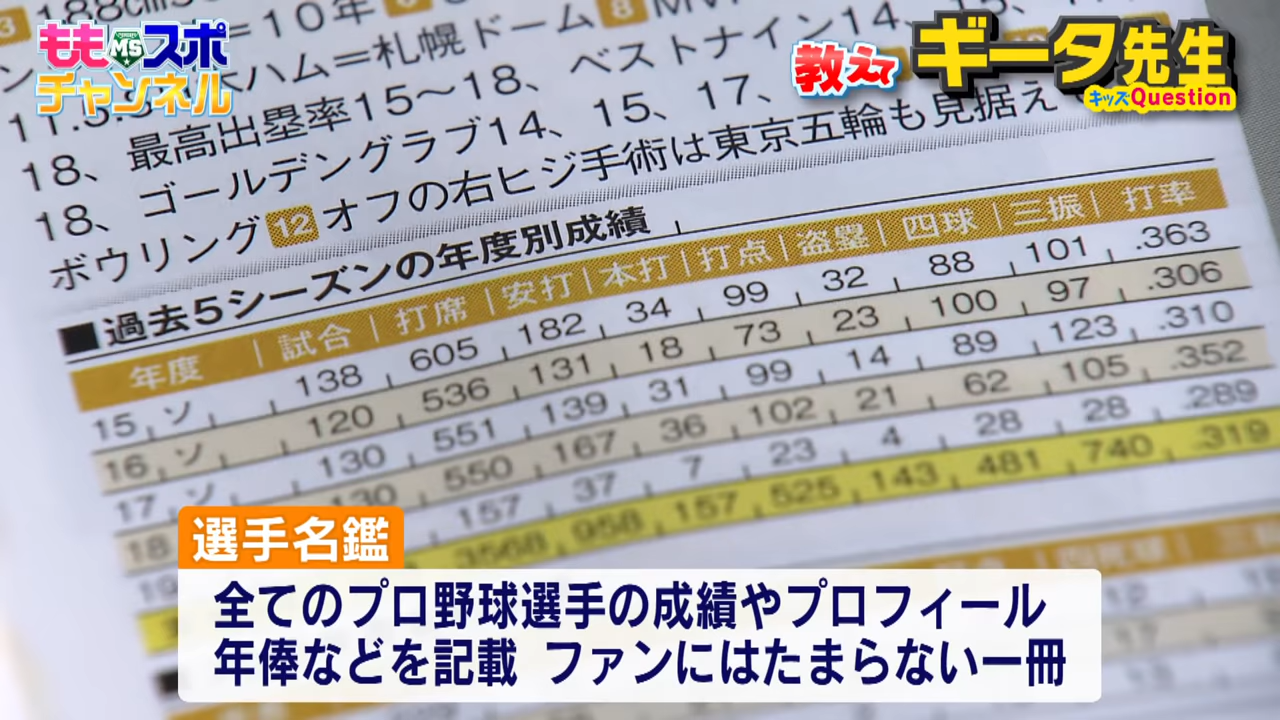 3 188cm =10年 8
ももスポ MS
チャンネル
教えて ギータ先生
キッズQuestion
ハム=札幌ドーム
ベストナイン14、15、
18、最高出塁率15〜18、
18、ゴールデングラブ14、15、17、
ボウリング 12 オフの右ヒジ手術は東京五輪も見据え
■過去5シーズンの年度別成績
年度 試合 打席 安打 本打 打点 盗塁 四球 三振 打率
15 ソ 138 605 182 34 99 32 88 101 .363
16 ソ 120 536 131 18 73 23 100 97 .306
17 ソ 130 551 139 31 99 14 89 123 .310
18 130 550 167 36 102 21 62 105 .352
19 157 37 7 23 4 28 28 .289
3568 958 157 525 143 481 740 .319
選手名鑑
全てのプロ野球選手の成績やプロフィール
年俸などを記載 ファンにはたまらない一冊